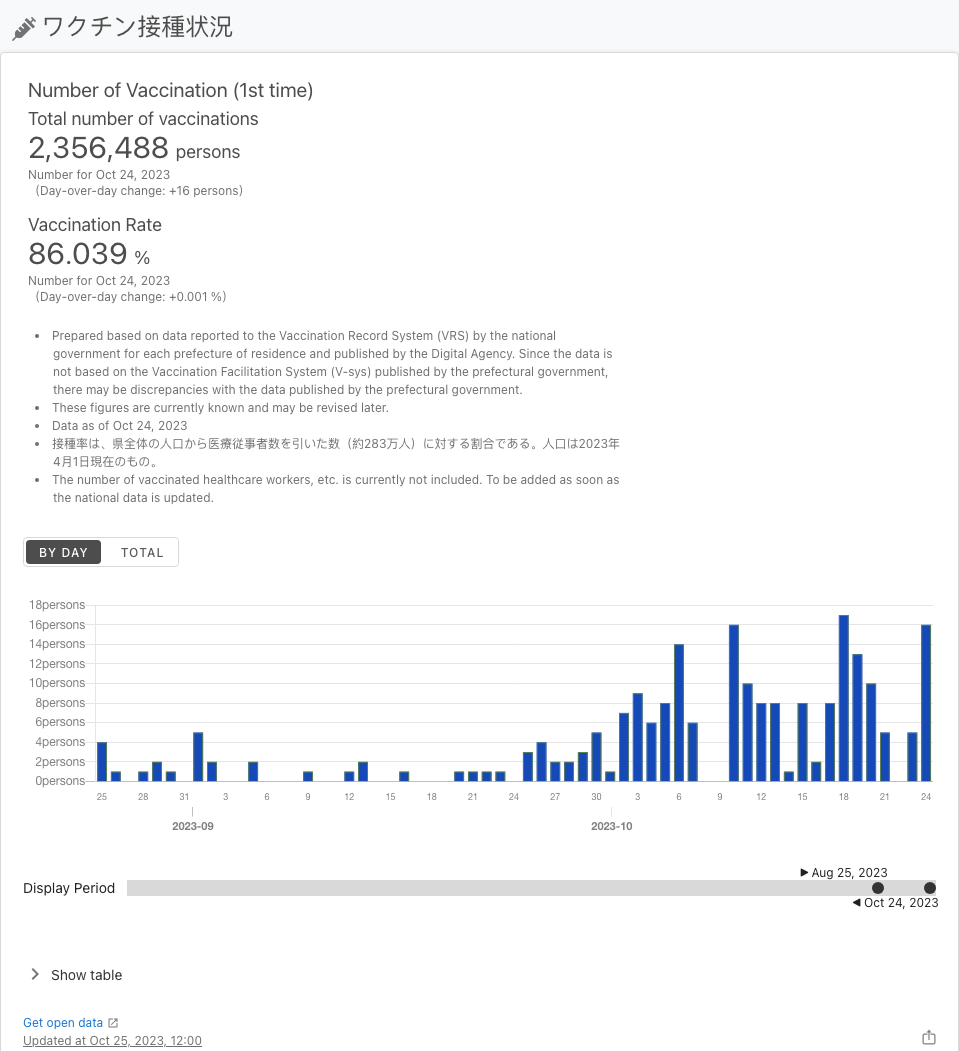 ワクチン接種状況
Number of Vaccination (1st time)
Total number of vaccinations
2,356,488 persons
Number for Oct 24, 2023
(Day-over-day change: +16 persons)
Vaccination Rate
86.039 %
Number for Oct 24, 2023
(Day-over-day change: +0.001 %)
• Prepared based on data reported to the Vaccination Record System (VRS) by the national
government for each prefecture of residence and published by the Digital Agency. Since the data is
not based on the Vaccination Facilitation System (V-sys) published by the prefectural government,
there may be discrepancies with the data published by the prefectural government.
• These figures are currently known and may be revised later.
• Data as of Oct 24, 2023
• 接種率は、県全体の人口から医療従事者数を引いた数（約283万人）に対する割合である。人口は2023年
4月1日現在のもの。
• The number of vaccinated healthcare workers, etc. is currently not included. To be added as soon as
the national data is updated.
BY DAY TOTAL
18persons
16persons
14persons
12persons
10persons
8persons
6persons
4persons
2persons
0persons
25 28 31 3 6 9 12 15 18 21 24 27 30 3 6 9 12 15 18 21 24
2023-09 2023-10
Aug 25, 2023
Display Period
Oct 24, 2023
Show table
Get open data
Updated at Oct 25, 2023, 12:00